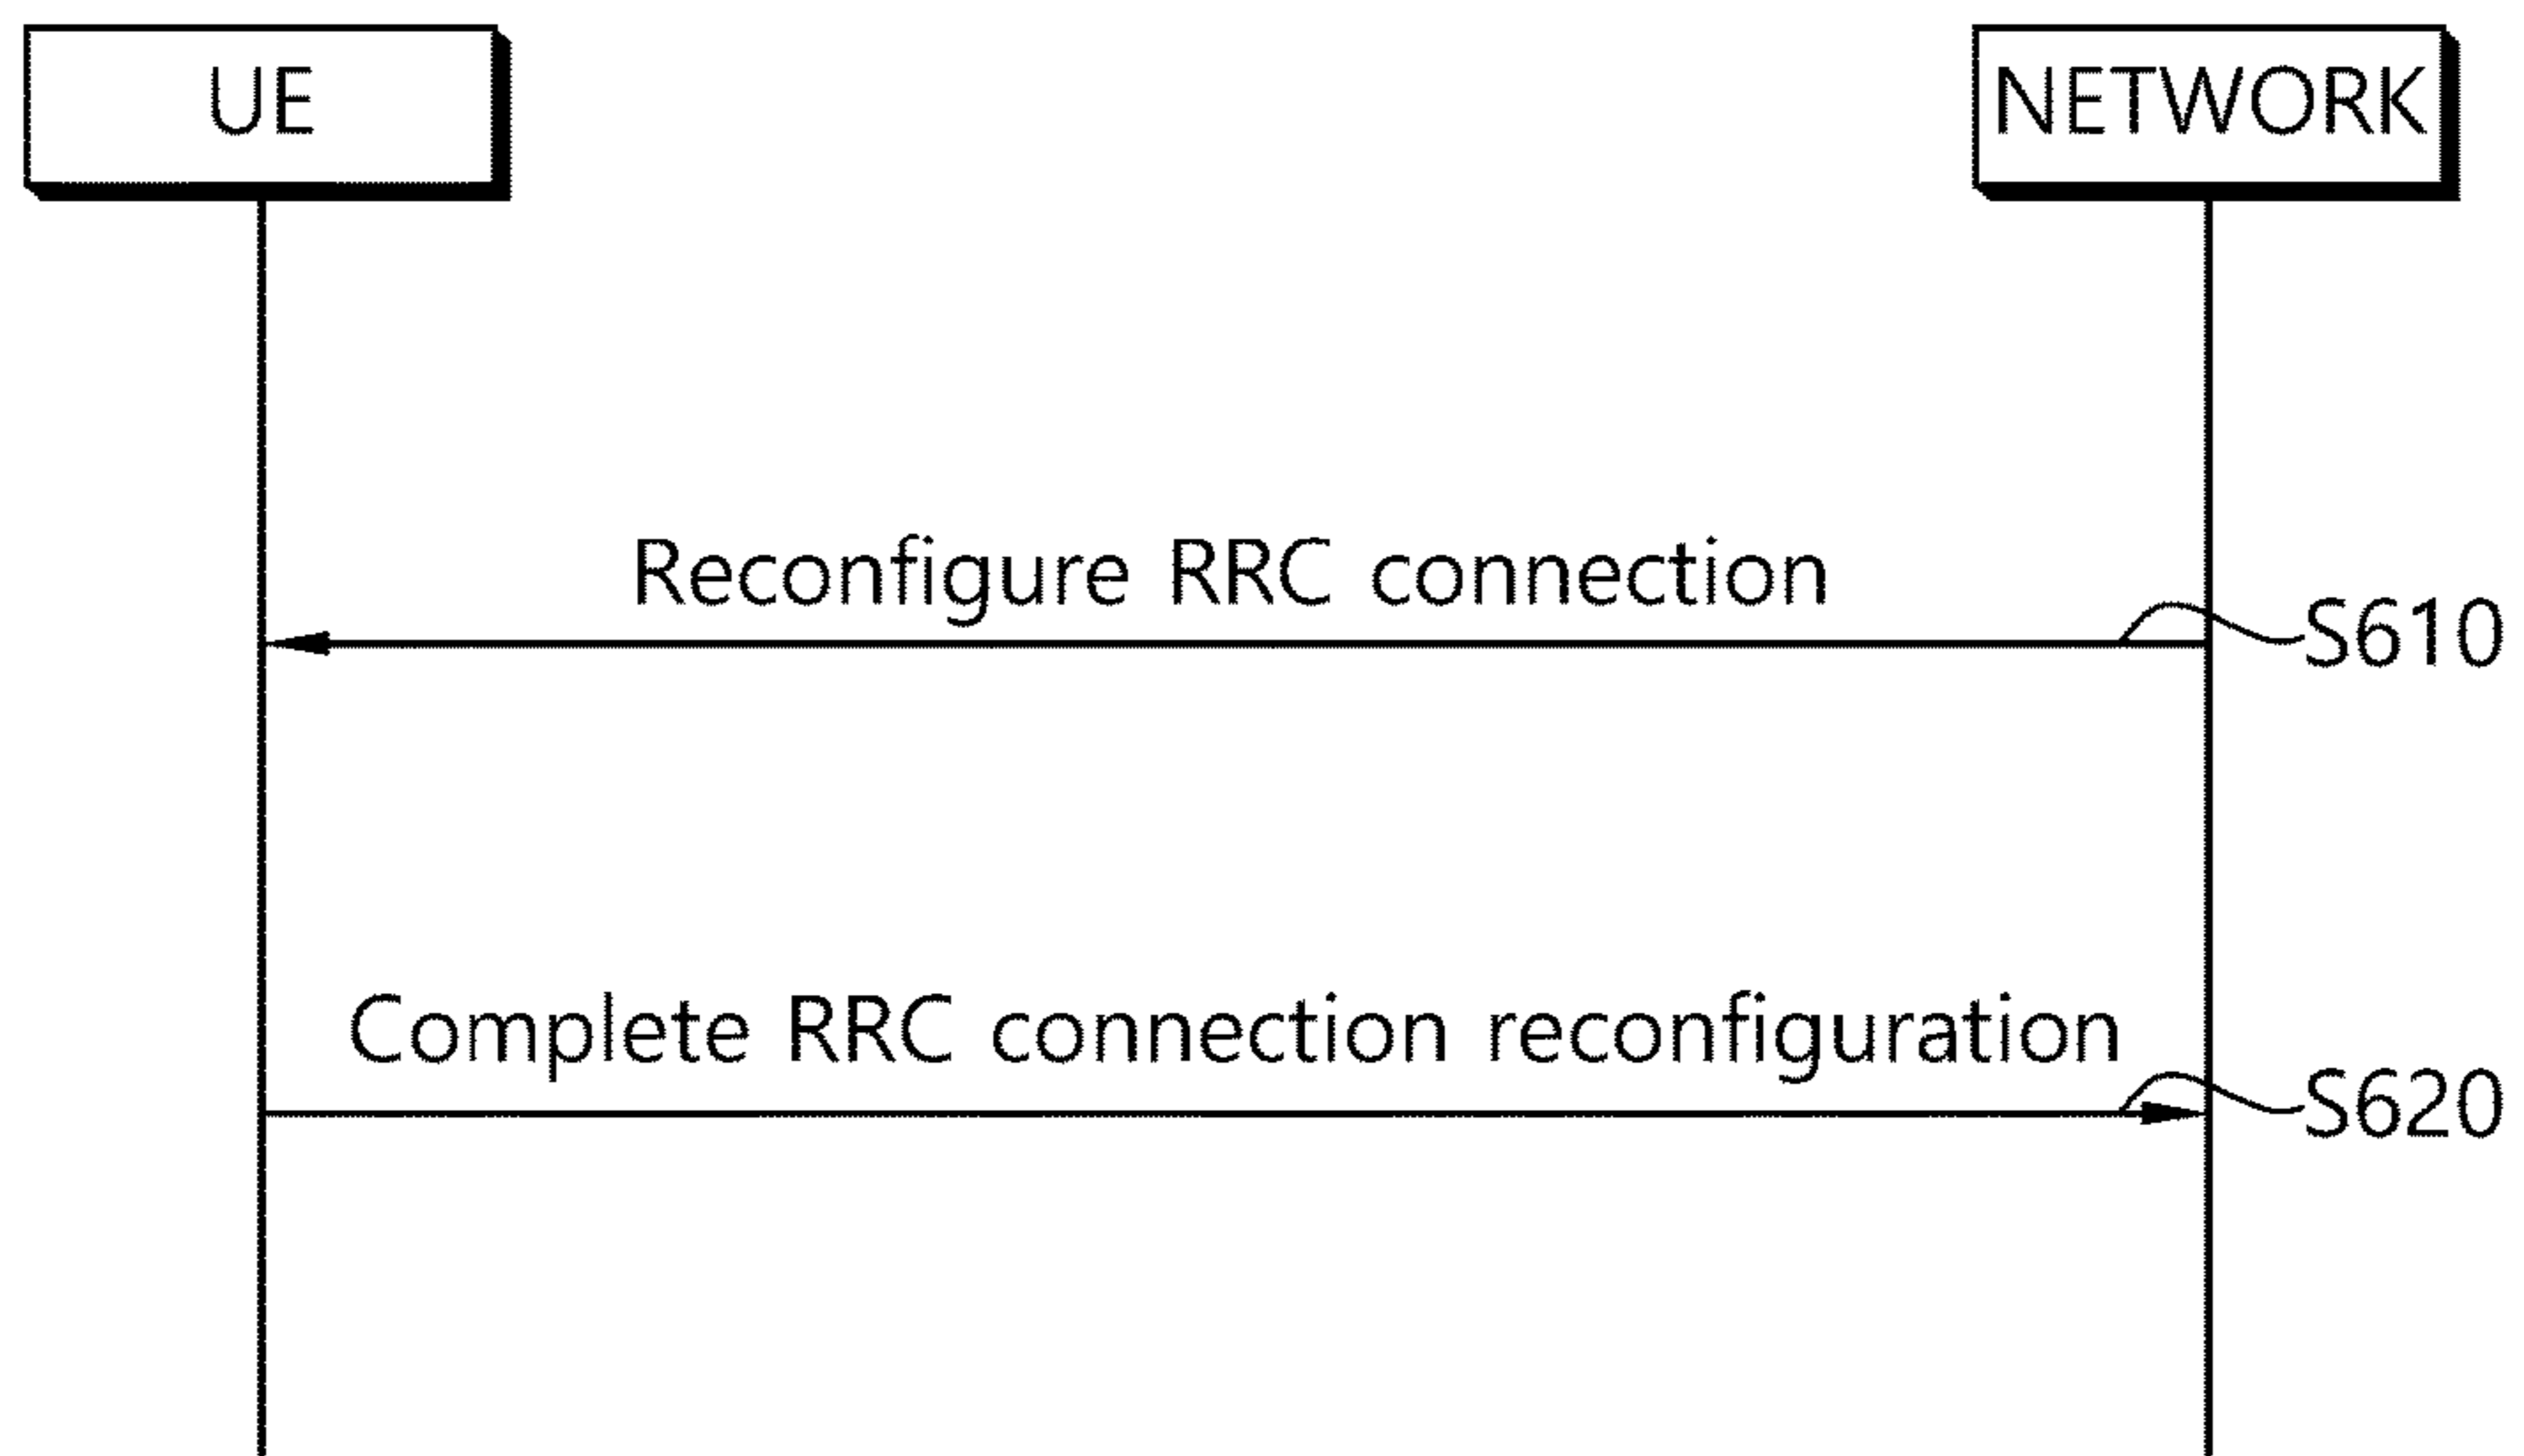 UE
NETWORK
Reconfigure RRC connection
S610
Complete RRC connection reconfiguration
S620